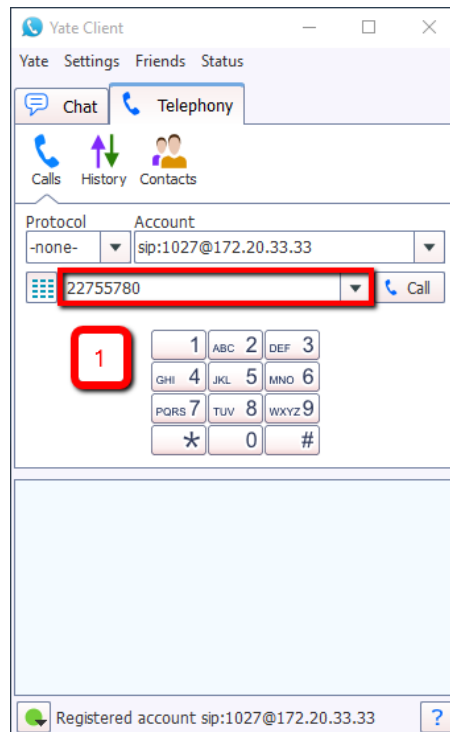 Yate Client
Yate Settings Friends Status
Chat Telephony
Calls History Contacts
Protocol Account
-none- sip:1027@172.20.33.33
22755780 Call
1
1 ABC 2 DEF 3
GHI 4 JKL 5 MNO 6
PQRS 7 TUV 8 WXYZ 9
* 0 #
Registered account sip:1027@172.20.33.33 ?